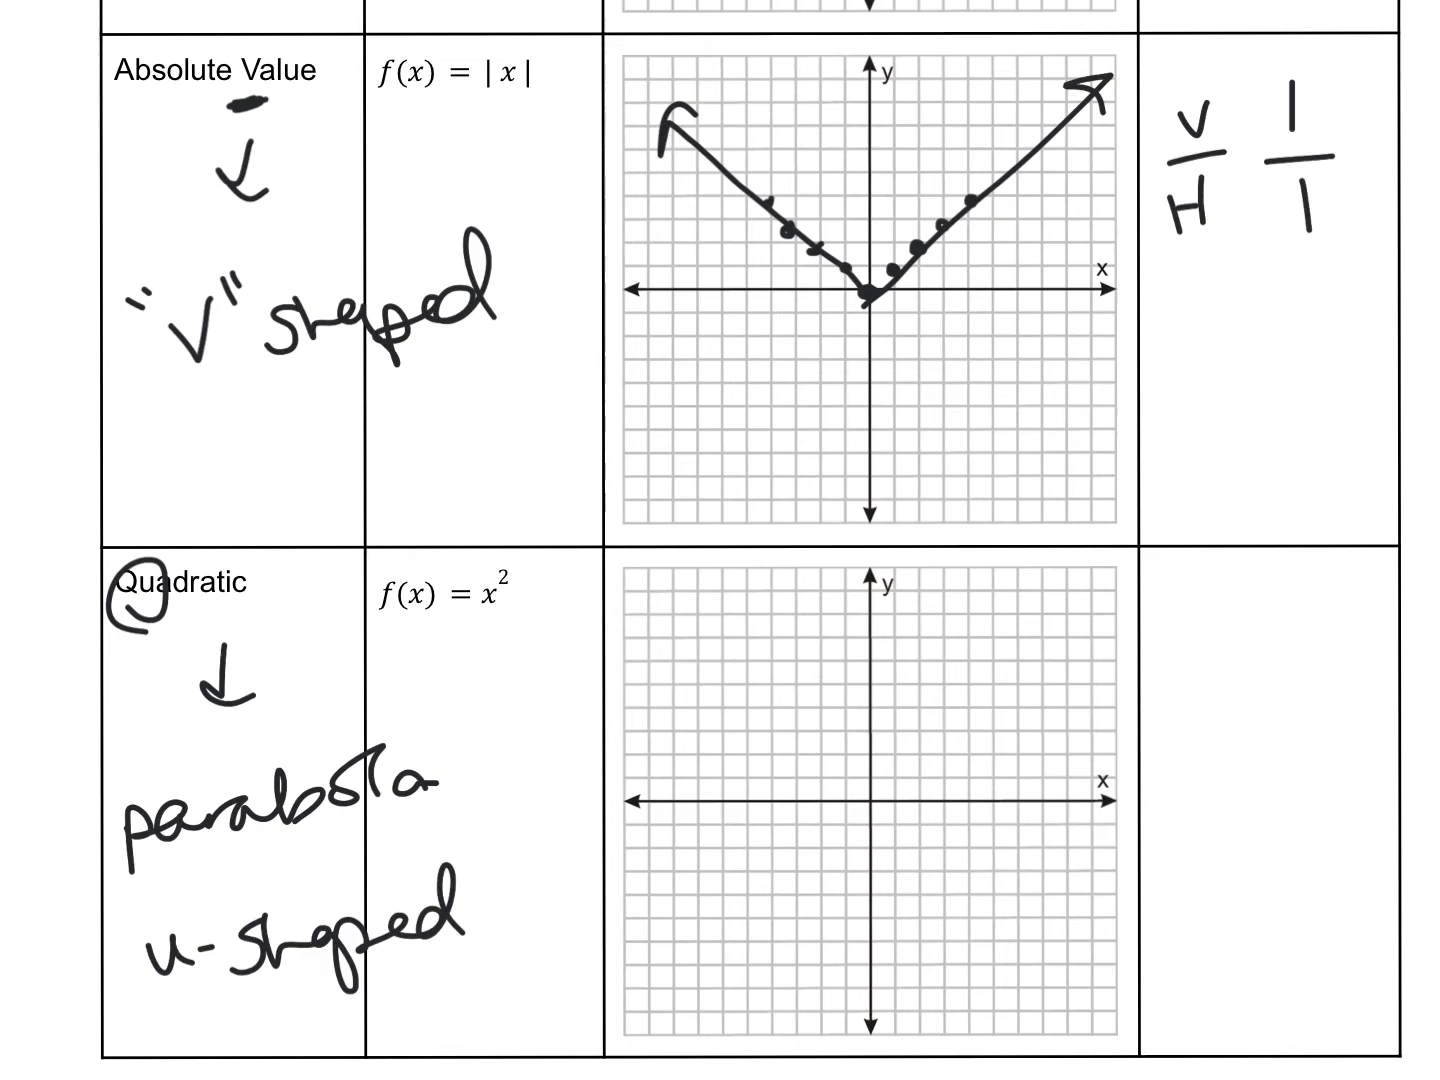 Absolute Value
f(x) = | x |
y
x
V 1
H 1
"V" shaped
Quadratic
f(x) = x²
y
x
parabola
u-shaped